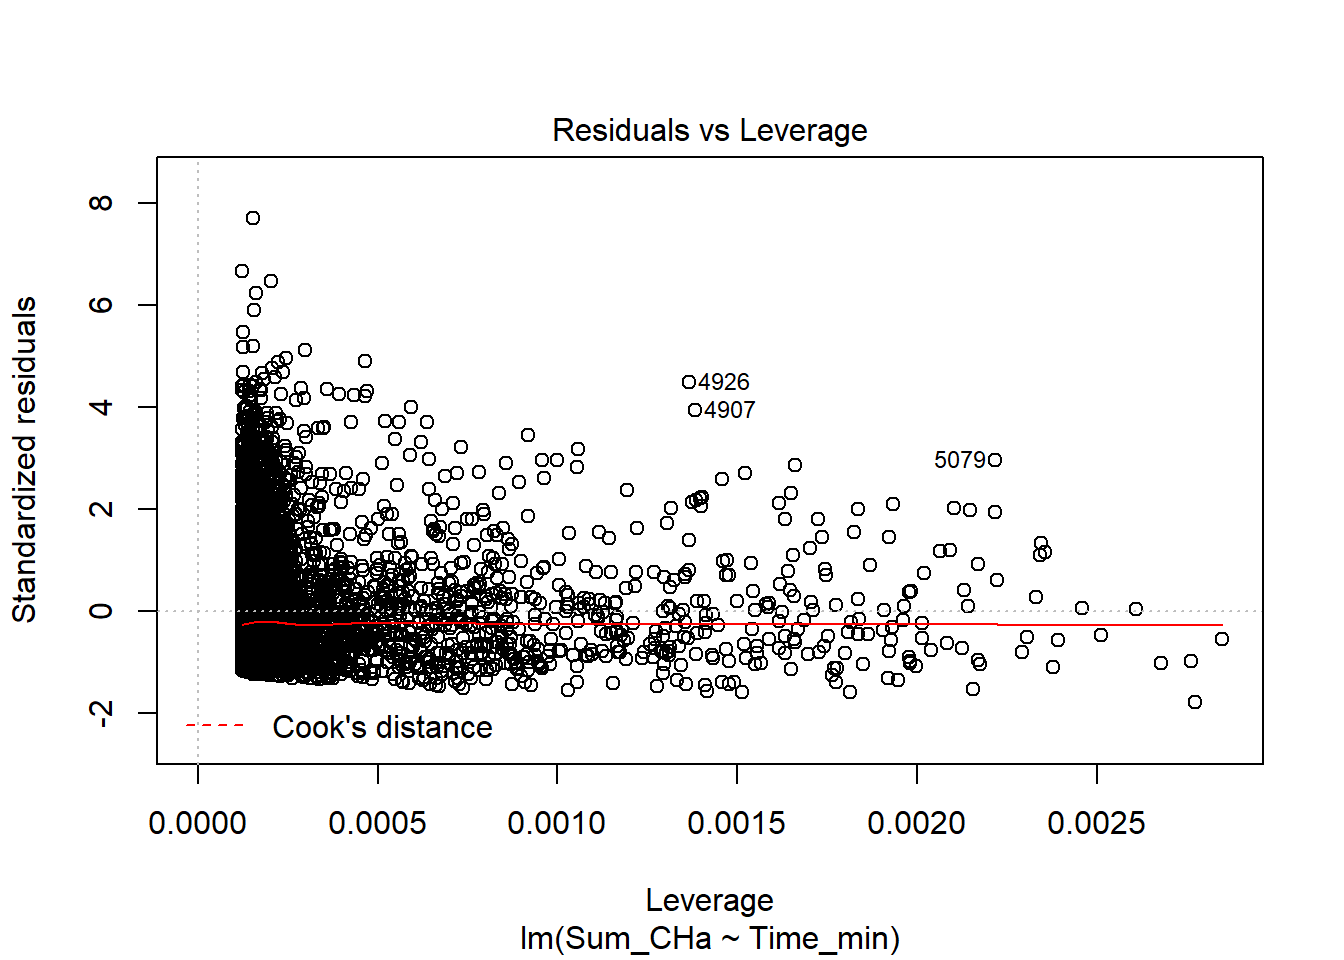 Residuals vs Leverage
Standardized residuals
8
6
4
2
0
-2
4926
4907
5079
Cook's distance
0.0000 0.0005 0.0010 0.0015 0.0020 0.0025
Leverage
lm(Sum_CHa ~ Time_min)